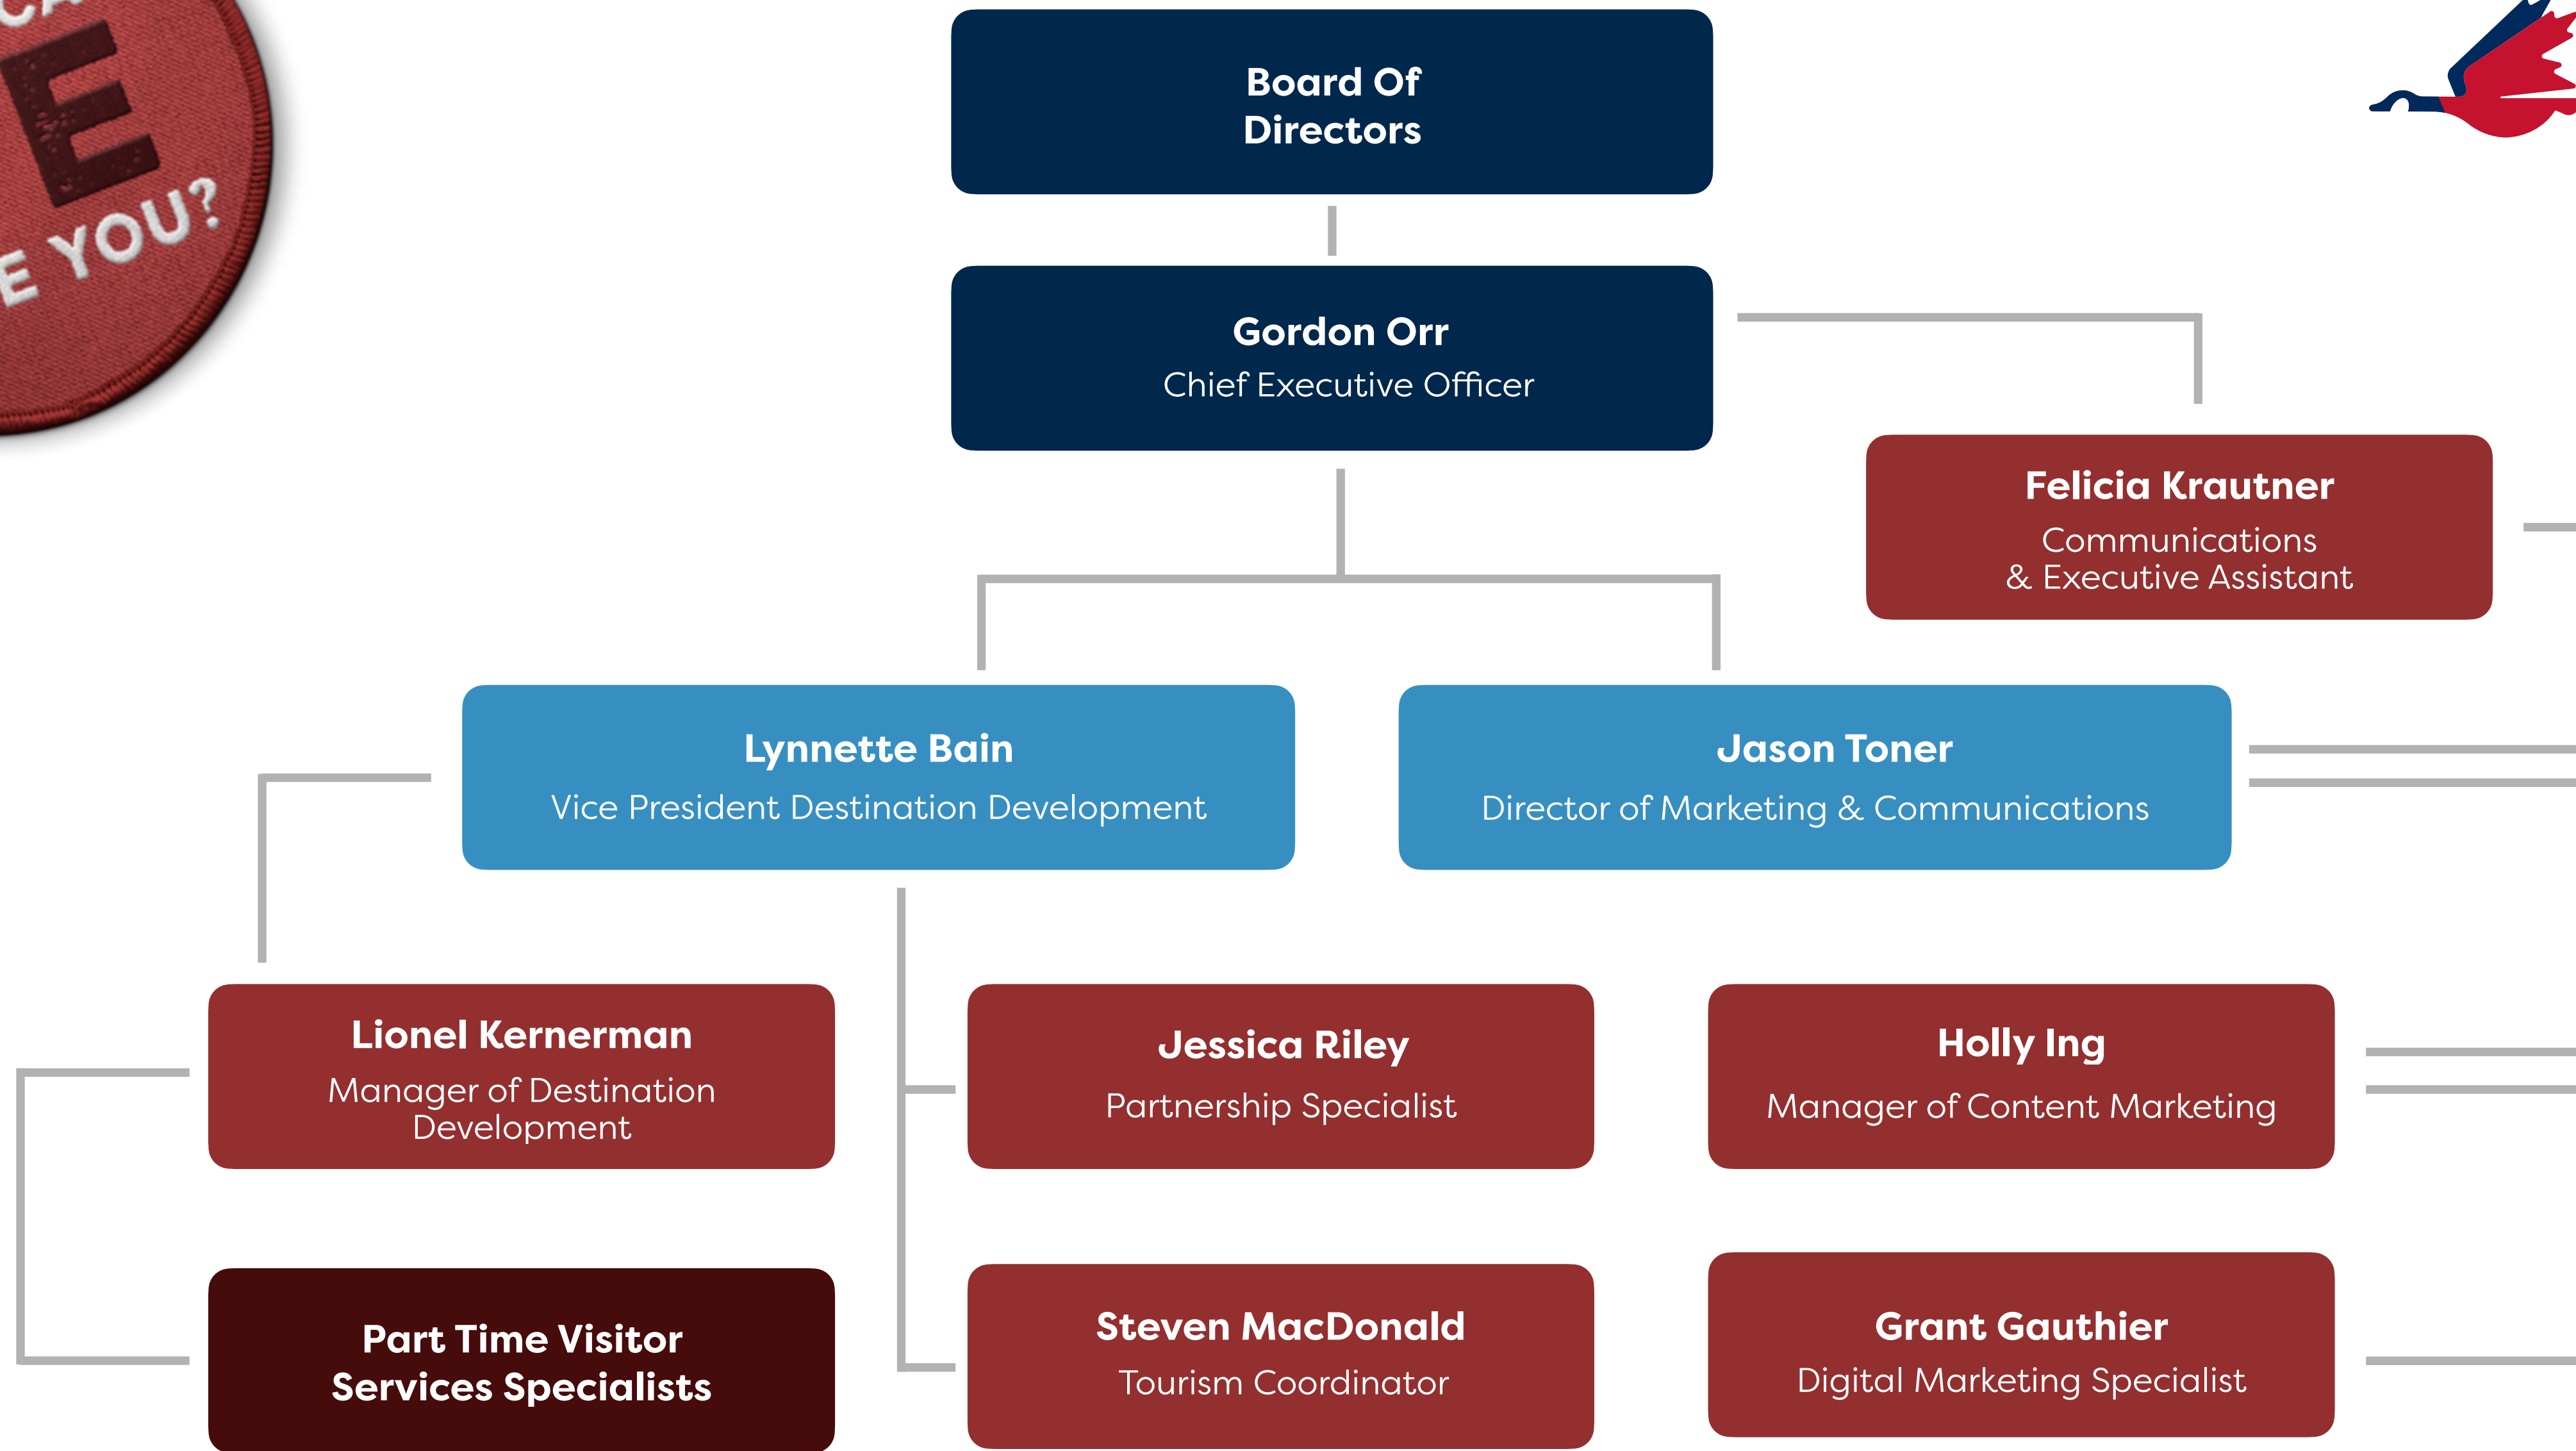 E
E YOU?
Board Of
Directors
Gordon Orr
Chief Executive Officer
Felicia Krautner
Communications
& Executive Assistant
Lynnette Bain
Vice President Destination Development
Jason Toner
Director of Marketing & Communications
Lionel Kernerman
Manager of Destination
Development
Jessica Riley
Partnership Specialist
Holly Ing
Manager of Content Marketing
Part Time Visitor
Services Specialists
Steven MacDonald
Tourism Coordinator
Grant Gauthier
Digital Marketing Specialist